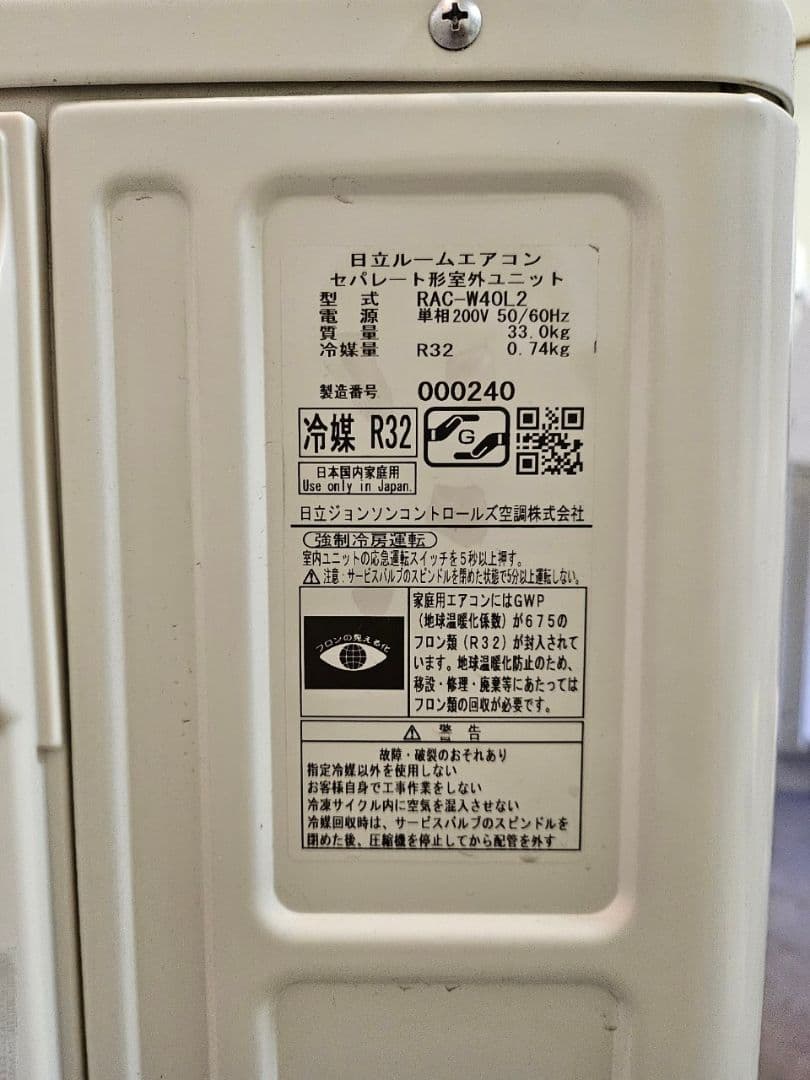 日立ルームエアコン
セパレート形室外ユニット
型式 RAC-W40L2
電源 単相200V 50/60Hz
質量 33.0kg
冷媒量 R32 0.74kg
製造番号 000240
冷媒 R32
G
日本国内家庭用
Use only in Japan.
日立ジョンソンコントロールズ空調株式会社
強制冷房運転
室内ユニットの応急運転スイッチを5秒以上押す。
⚠注意:サービスバルブのスピンドルを閉めた状態で5分以上運転しない。
フロンの見える化
家庭用エアコンにはGWP
(地球温暖化係数)が675の
フロン類(R32)が封入されて
います。地球温暖化防止のため、
移設・修理・廃棄等にあたっては
フロン類の回収が必要です。
⚠ 警告
故障・破裂のおそれあり
指定冷媒以外を使用しない
お客様自身で工事作業をしない
冷凍サイクル内に空気を混入させない
冷媒回収時は、サービスバルブのスピンドルを
閉めた後、圧縮機を停止してから配管を外す